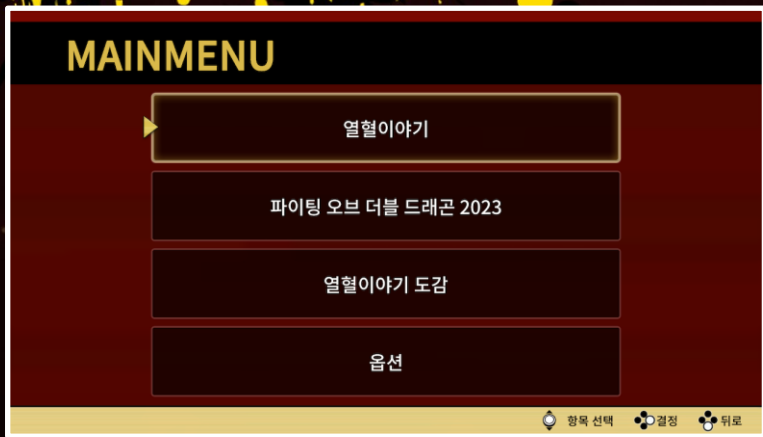 MAINMENU
열혈이야기
파이팅 오브 더블 드래곤 2023
열혈이야기 도감
옵션
항목 선택 결정 뒤로